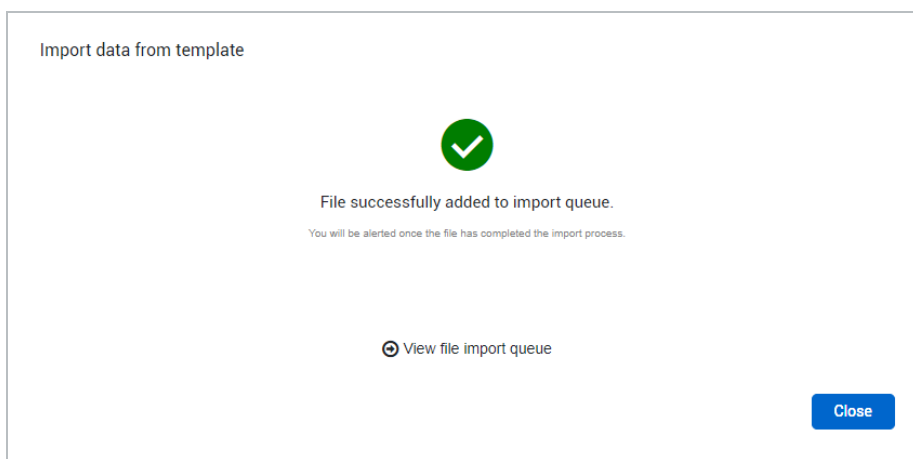 Import data from template
File successfully added to import queue.
You will be alerted once the file has completed the import process.
View file import queue
Close